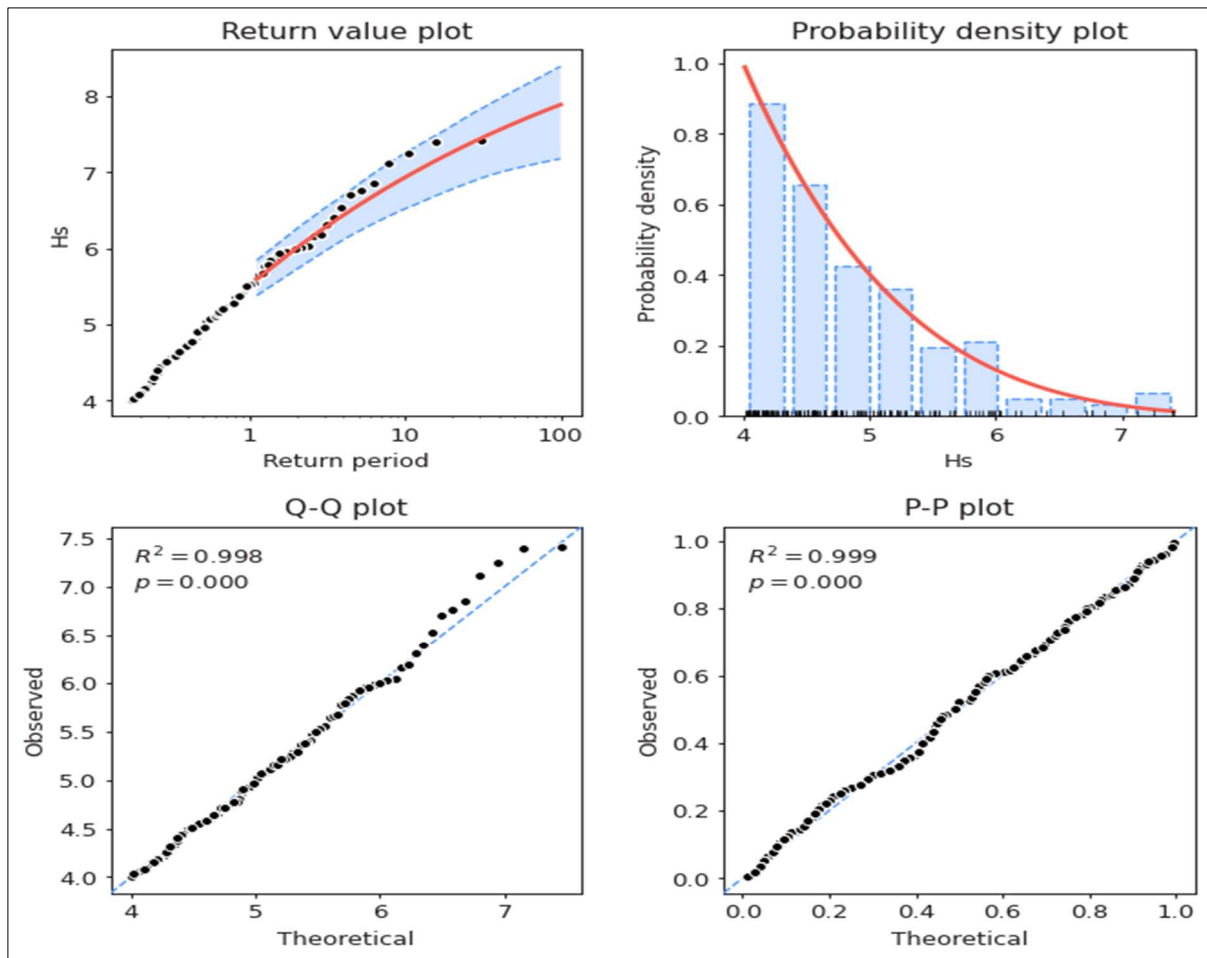 Return value plot
8
7
6
5
4
Hs
1 10 100
Return period
Probability density plot
1.0
0.8
0.6
0.4
0.2
0.0
Probability density
4 5 6 7
Hs
Q-Q plot
R² = 0.998
p = 0.000
7.5
7.0
6.5
6.0
5.5
5.0
4.5
4.0
Observed
4 5 6 7
Theoretical
P-P plot
R² = 0.999
p = 0.000
1.0
0.8
0.6
0.4
0.2
0.0
Observed
0.0 0.2 0.4 0.6 0.8 1.0
Theoretical